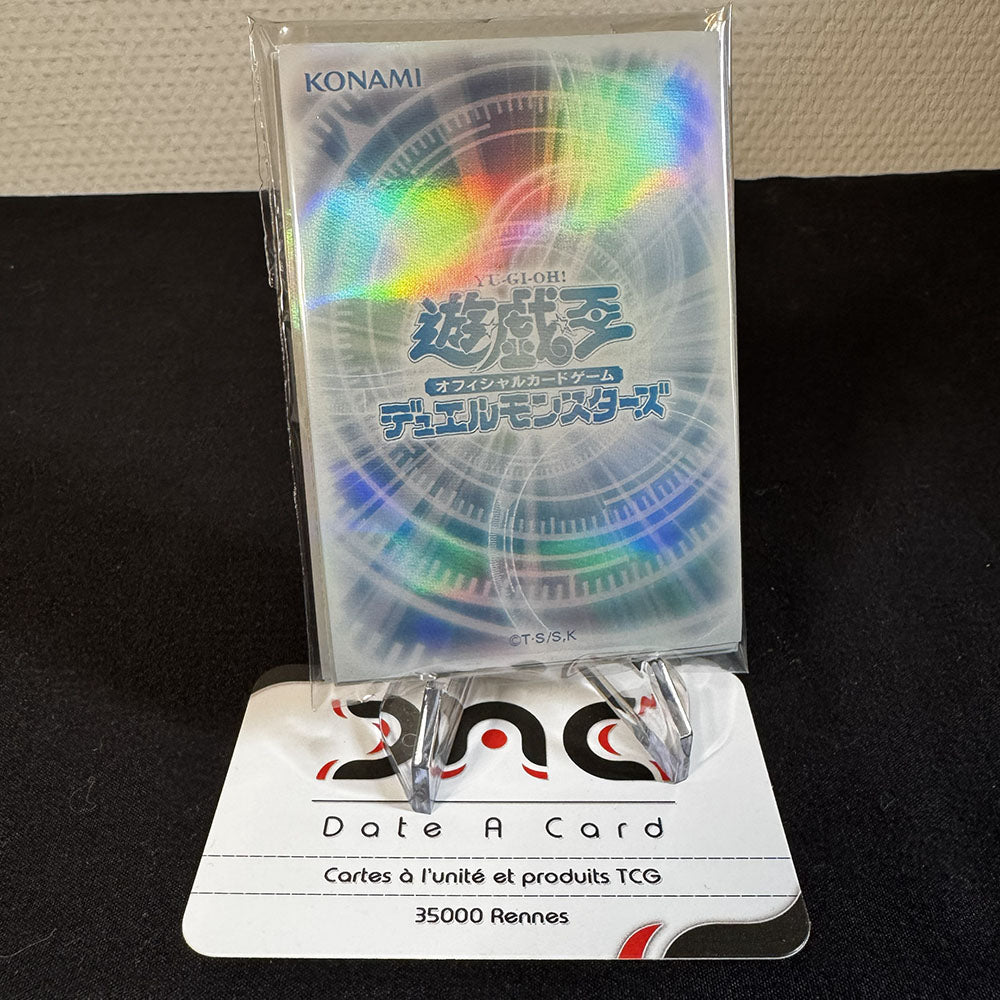 KONAMI
YU-GI-OH!
遊戯王
オフィシャルカードゲーム
デュエルモンスターズ
©T·S/S,K
DAC
Date A Card
Cartes à l'unité et produits TCG
35000 Rennes